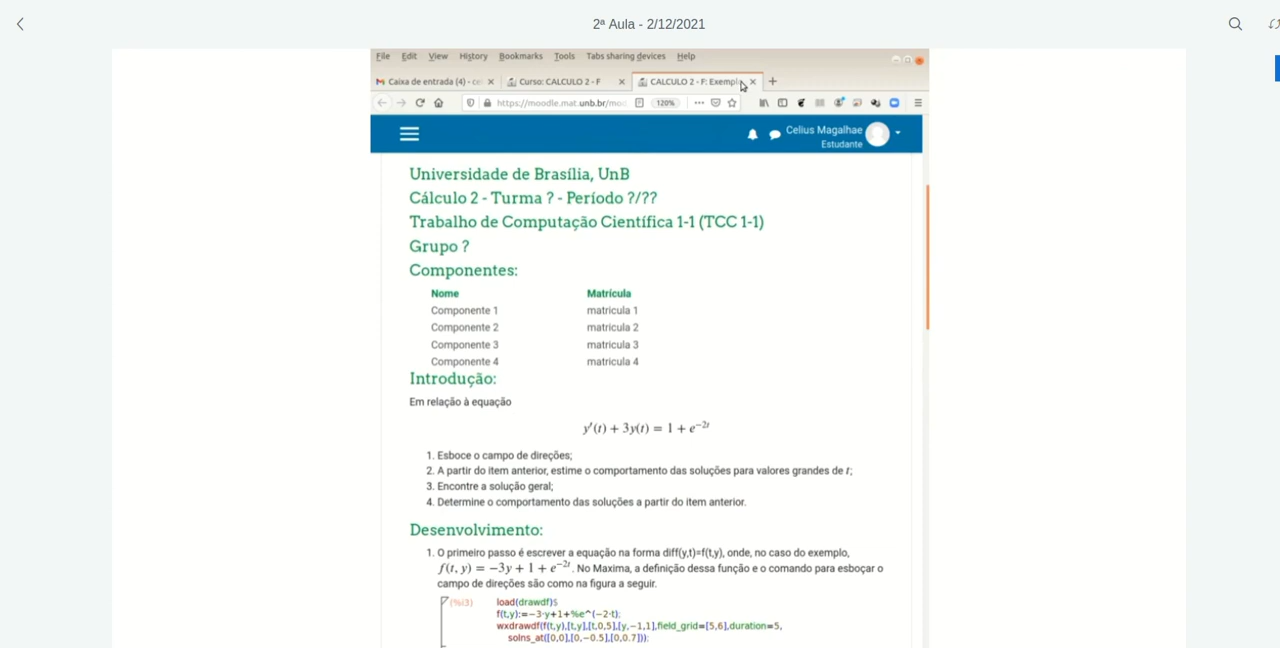 2ª Aula - 2/12/2021
File Edit View History Bookmarks Tools Tabs sharing devices Help
Caixa de entrada (4) - ce Curso: CALCULO 2 - F CALCULO 2 - F: Exempla
https://moodle.mat.unb.br/mod 120%
Celius Magalhae
Estudante
Universidade de Brasília, UnB
Cálculo 2 - Turma ? - Período ?/??
Trabalho de Computação Científica 1-1 (TCC 1-1)
Grupo ?
Componentes:
Nome Matrícula
Componente 1 matricula 1
Componente 2 matricula 2
Componente 3 matricula 3
Componente 4 matricula 4
Introdução:
Em relação à equação
y′(t) + 3y(t) = 1 + e^{−2t}
1. Esboce o campo de direções;
2. A partir do item anterior, estime o comportamento das soluções para valores grandes de t;
3. Encontre a solução geral;
4. Determine o comportamento das soluções a partir do item anterior.
Desenvolvimento:
1. O primeiro passo é escrever a equação na forma diff(y,t)=f(t,y), onde, no caso do exemplo,
f(t, y) = −3y + 1 + e^{−2t}. No Maxima, a definição dessa função e o comando para esboçar o
campo de direções são como na figura a seguir.
(%i3) load(drawdf)$
f(t,y):=−3·y+1+%e^(−2·t);
wxdrawdf(f(t,y),[t,y],[t,0,5],[y,−1,1],field_grid=[5,6],duration=5,
solns_at([0,0],[0,−0.5],[0,0.7]));